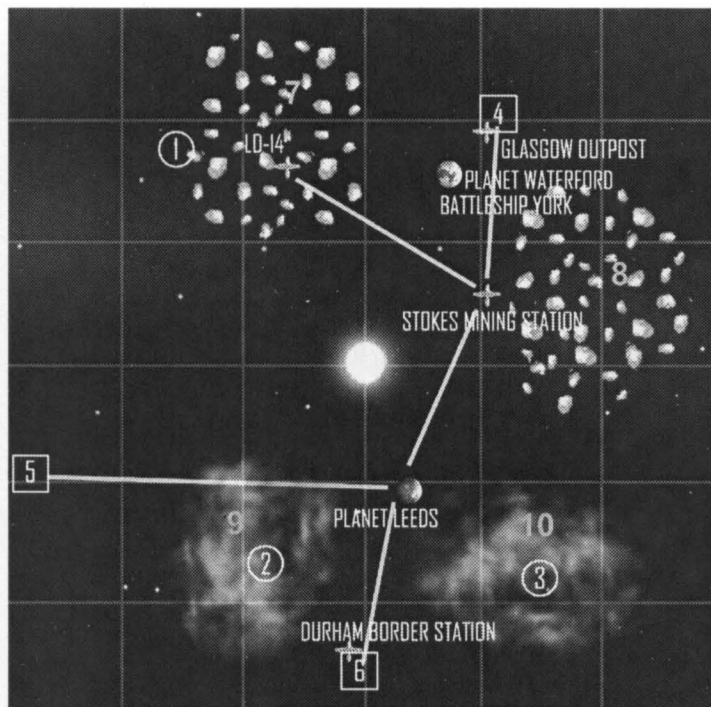 7
4
1
LD-14
GLASGOW OUTPOST
PLANET WATERFORD
BATTLESHIP YORK
8
STOKES MINING STATION
5
PLANET LEEDS
9
10
2
3
DURHAM BORDER STATION
6